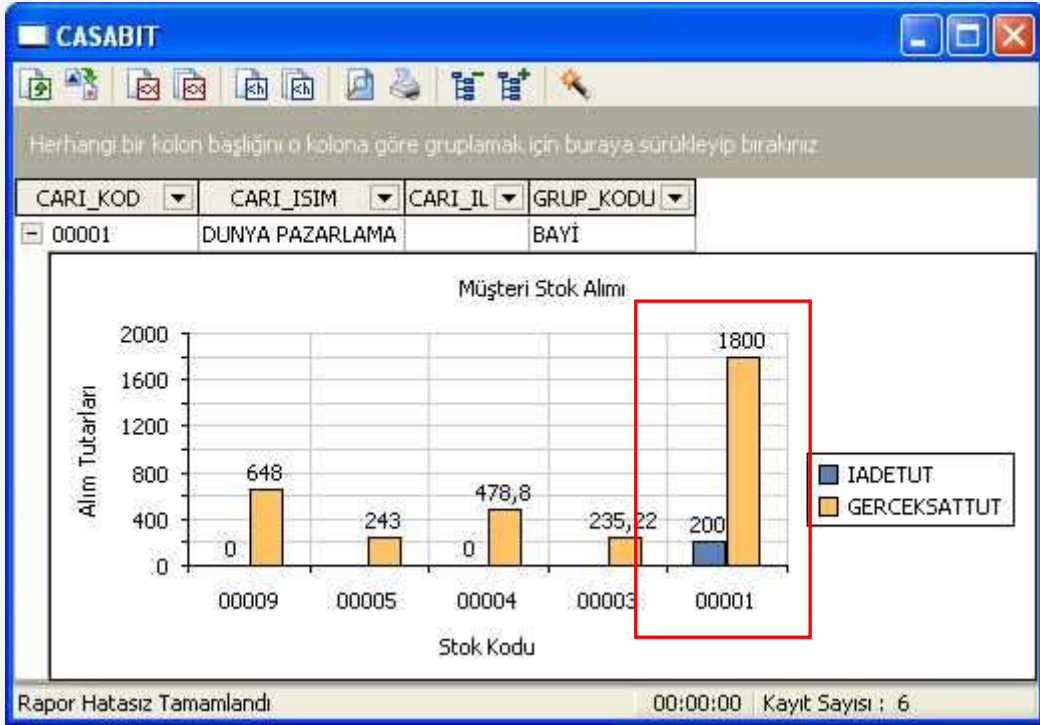 CASABIT
Herhangi bir kolon başlığını o kolona göre gruplamak için buraya sürükleyip bırakınız
CARI_KOD CARI_ISIM CARI_IL GRUP_KODU
00001 DUNYA PAZARLAMA BAYİ
Müşteri Stok Alımı
Alım Tutarları
2000
1600
1200
800
400
0
0 648
243
0 478,8
235,22
200 1800
00009 00005 00004 00003 00001
Stok Kodu
IADETUT
GERCEKSATTUT
Rapor Hatasız Tamamlandı 00:00:00 Kayıt Sayısı : 6